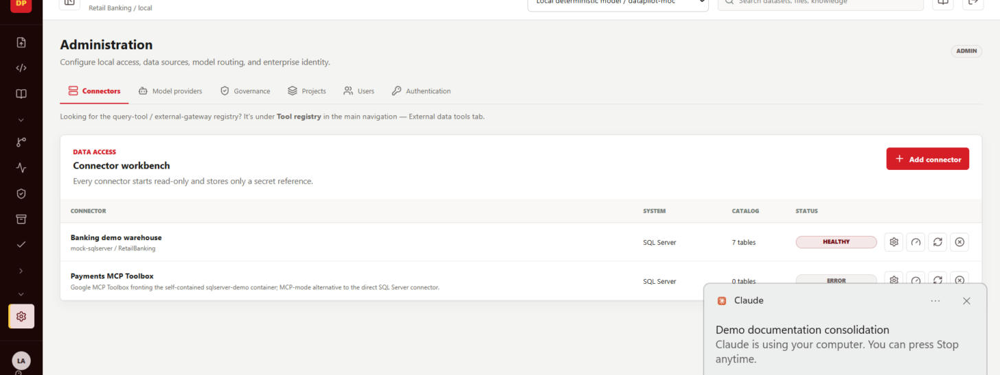 DP
Retail Banking / local
Local deterministic model / datapilot-moc
Search datasets, files, knowledge
Administration
Configure local access, data sources, model routing, and enterprise identity.
ADMIN
Connectors
Model providers
Governance
Projects
Users
Authentication
Looking for the query-tool / external-gateway registry? It's under Tool registry in the main navigation — External data tools tab.
DATA ACCESS
Connector workbench
Every connector starts read-only and stores only a secret reference.
+ Add connector
CONNECTOR SYSTEM CATALOG STATUS
Banking demo warehouse
mock-sqlserver / RetailBanking
SQL Server 7 tables HEALTHY
Payments MCP Toolbox
Google MCP Toolbox fronting the self-contained sqlserver-demo container; MCP-mode alternative to the direct SQL Server connector.
SQL Server 0 tables ERROR
Claude
Demo documentation consolidation
Claude is using your computer. You can press Stop
anytime.
LA